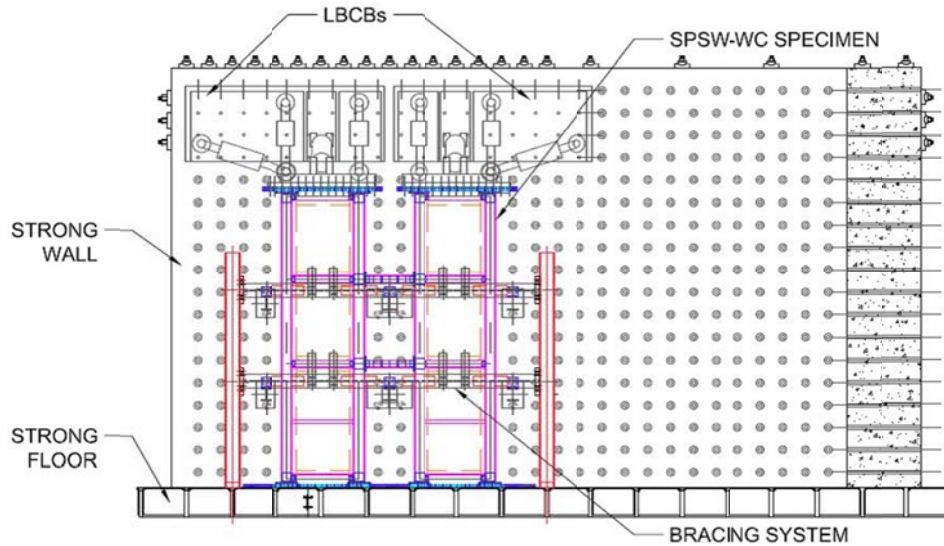 LBCBs
SPSW-WC SPECIMEN
STRONG
WALL
STRONG
FLOOR
BRACING SYSTEM